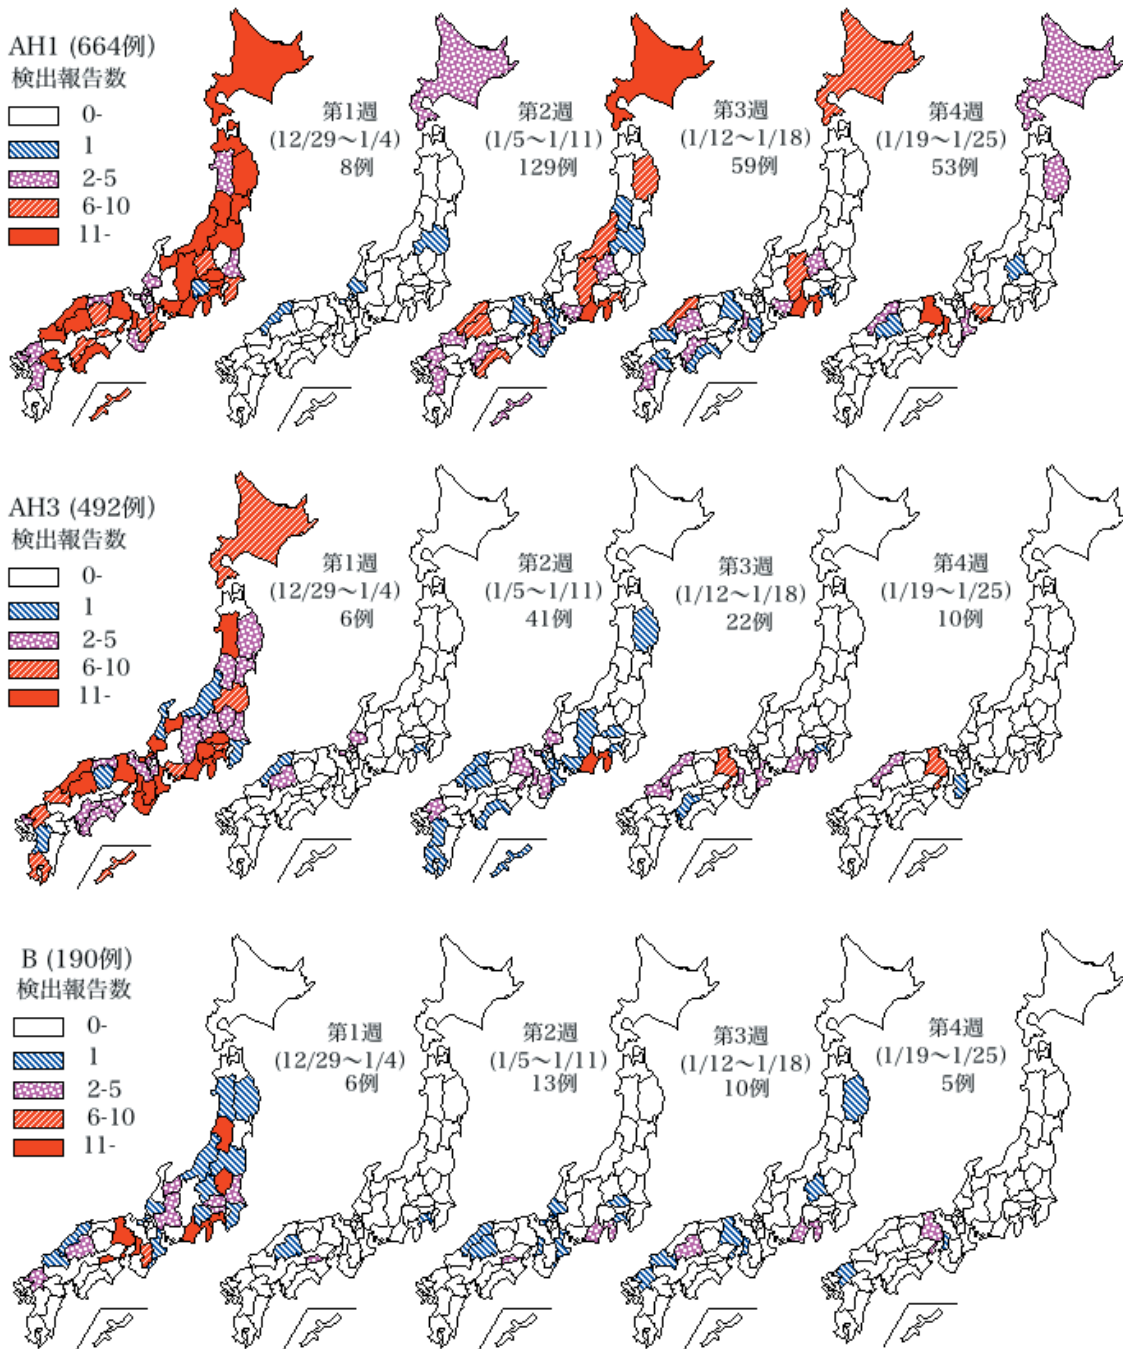 AH1 (664例)
検出報告数
0-
1
2-5
6-10
11-
第1週
(12/29～1/4)
8例
第2週
(1/5～1/11)
129例
第3週
(1/12～1/18)
59例
第4週
(1/19～1/25)
53例
AH3 (492例)
検出報告数
0-
1
2-5
6-10
11-
第1週
(12/29～1/4)
6例
第2週
(1/5～1/11)
41例
第3週
(1/12～1/18)
22例
第4週
(1/19～1/25)
10例
B (190例)
検出報告数
0-
1
2-5
6-10
11-
第1週
(12/29～1/4)
6例
第2週
(1/5～1/11)
13例
第3週
(1/12～1/18)
10例
第4週
(1/19～1/25)
5例